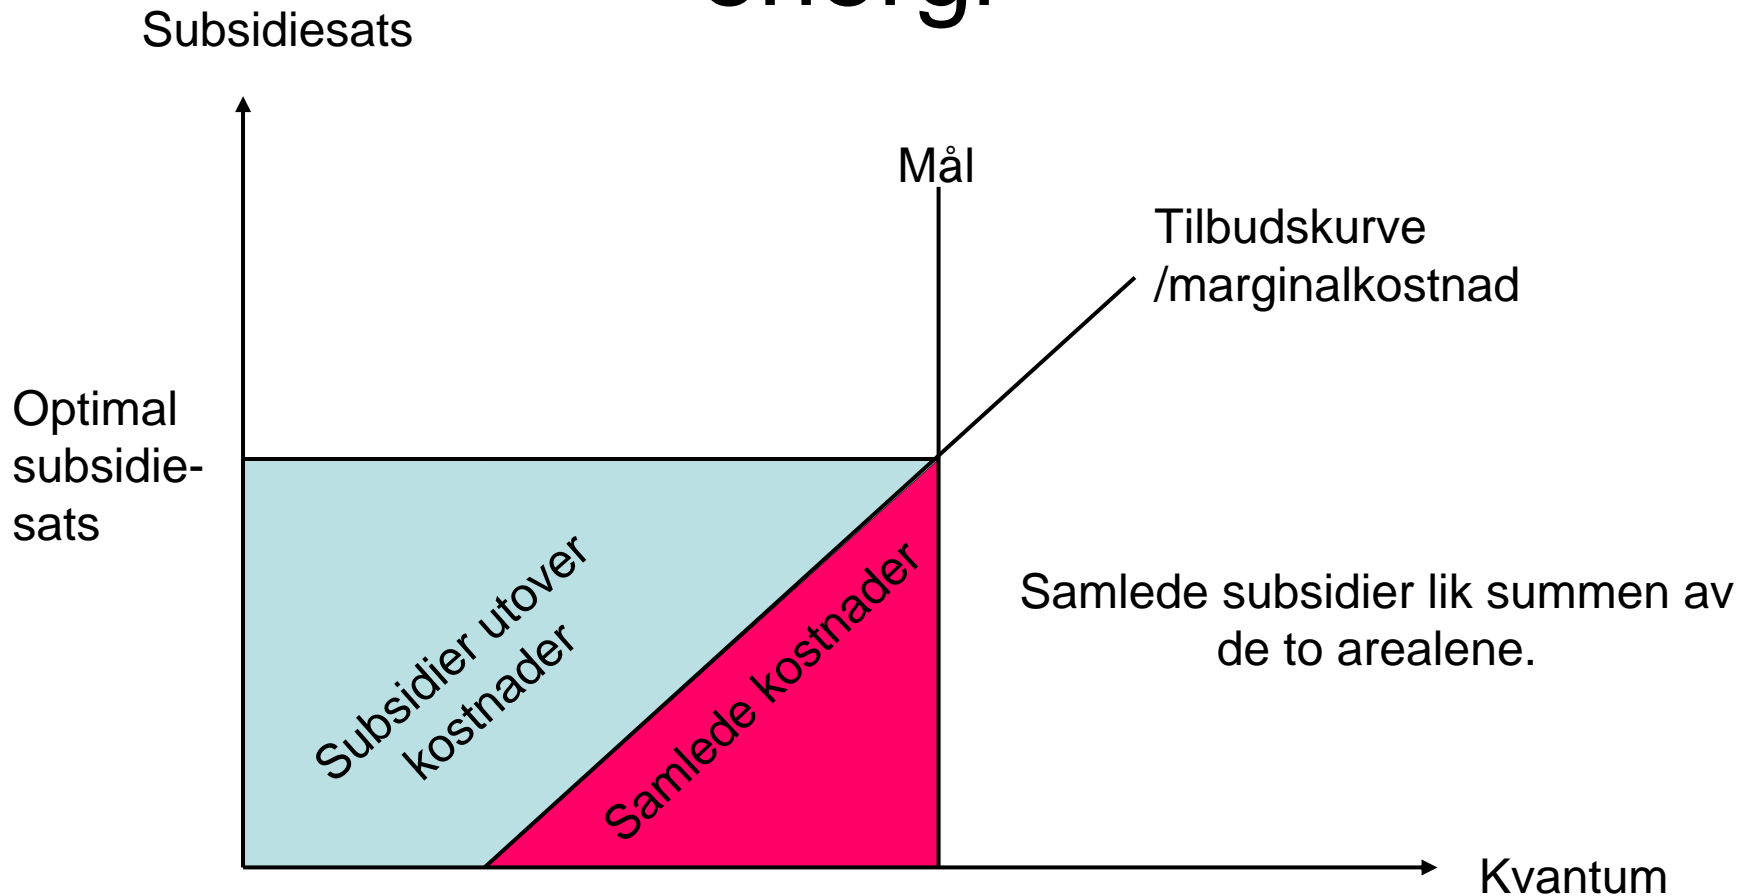 Subsidiesats
Mål
Tilbudskurve
/marginalkostnad
Optimal
subsidie-
sats
Subsidier utover
kostnader
Samlede kostnader
Samlede subsidier lik summen av
de to arealene.
Kvantum